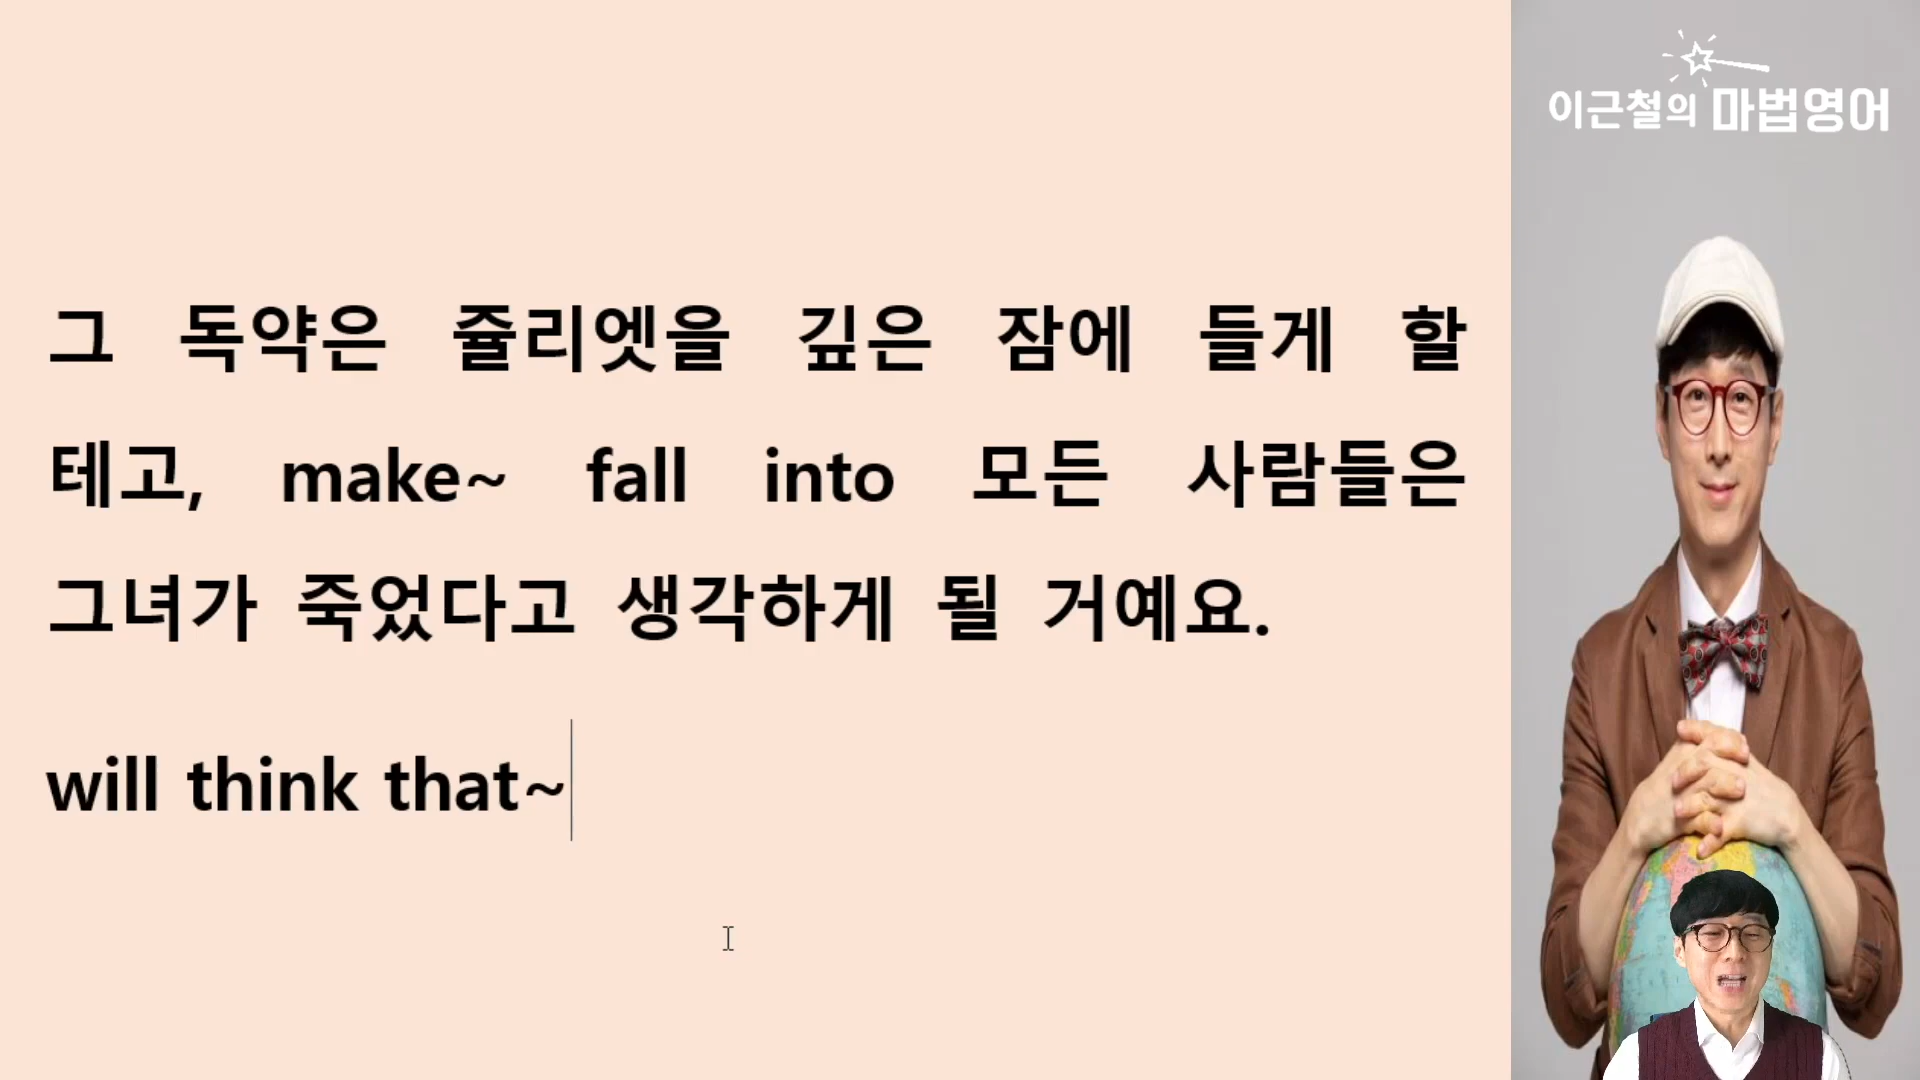 이근철의 마법영어
그 독약은 쥴리엣을 깊은 잠에 들게 할
테고, make~ fall into 모든 사람들은
그녀가 죽었다고 생각하게 될 거예요.
will think that~